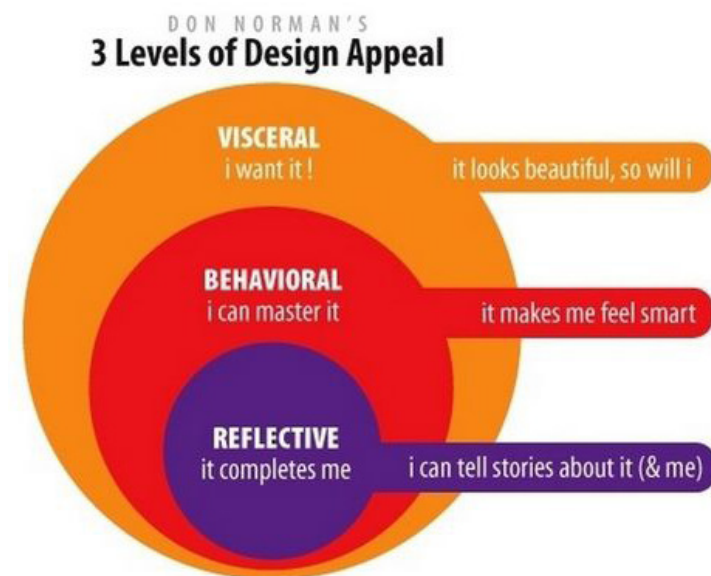 DON NORMAN'S
3 Levels of Design Appeal
VISCERAL
i want it !
it looks beautiful, so will i
BEHAVIORAL
i can master it
it makes me feel smart
REFLECTIVE
it completes me
i can tell stories about it (& me)